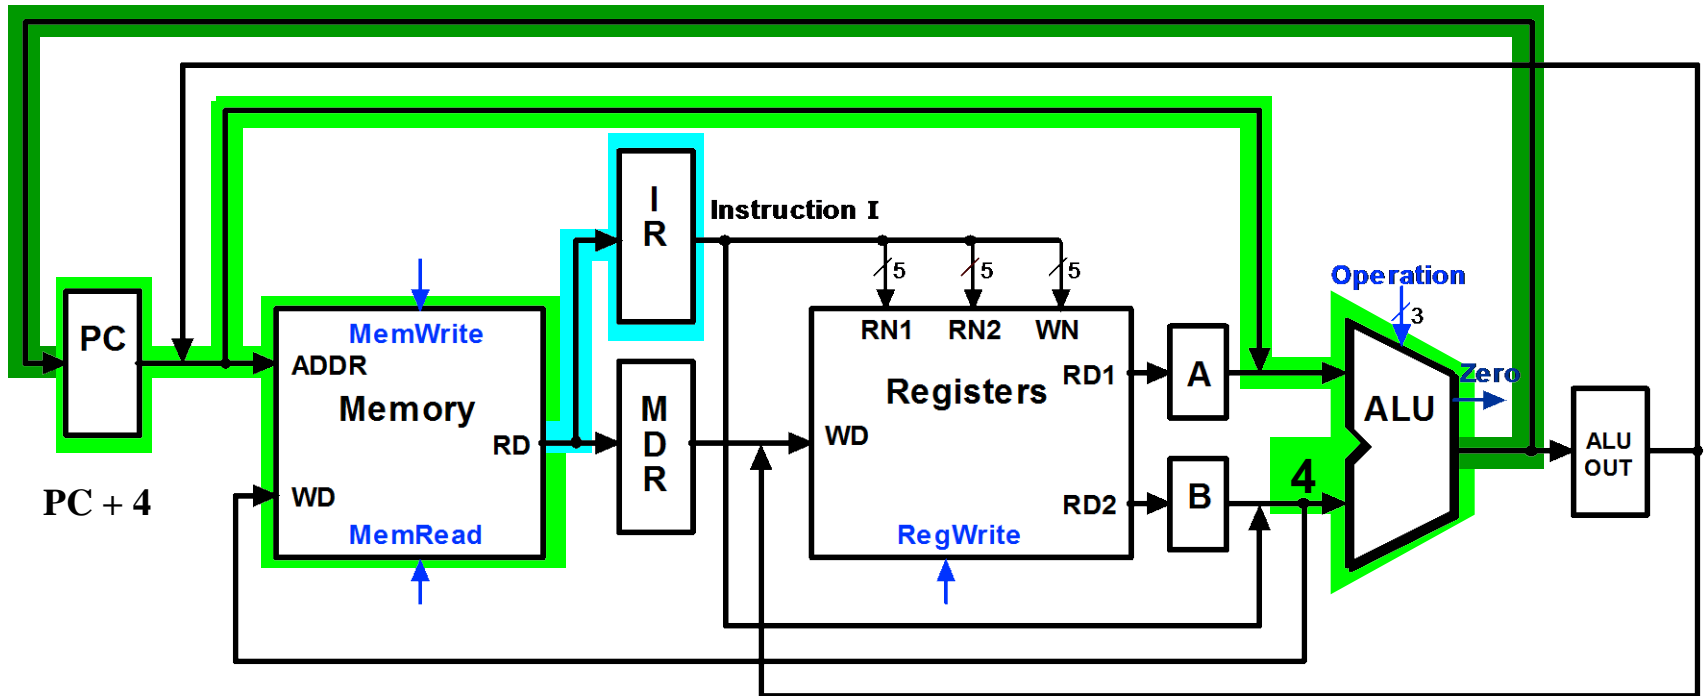 I
R
Instruction I
5
5
5
Operation
3
PC
MemWrite
ADDR
Memory
RD
WD
MemRead
PC + 4
M
D
R
RN1
RN2
WN
RD1
Registers
WD
RD2
RegWrite
A
B
4
ALU
Zero
ALU
OUT